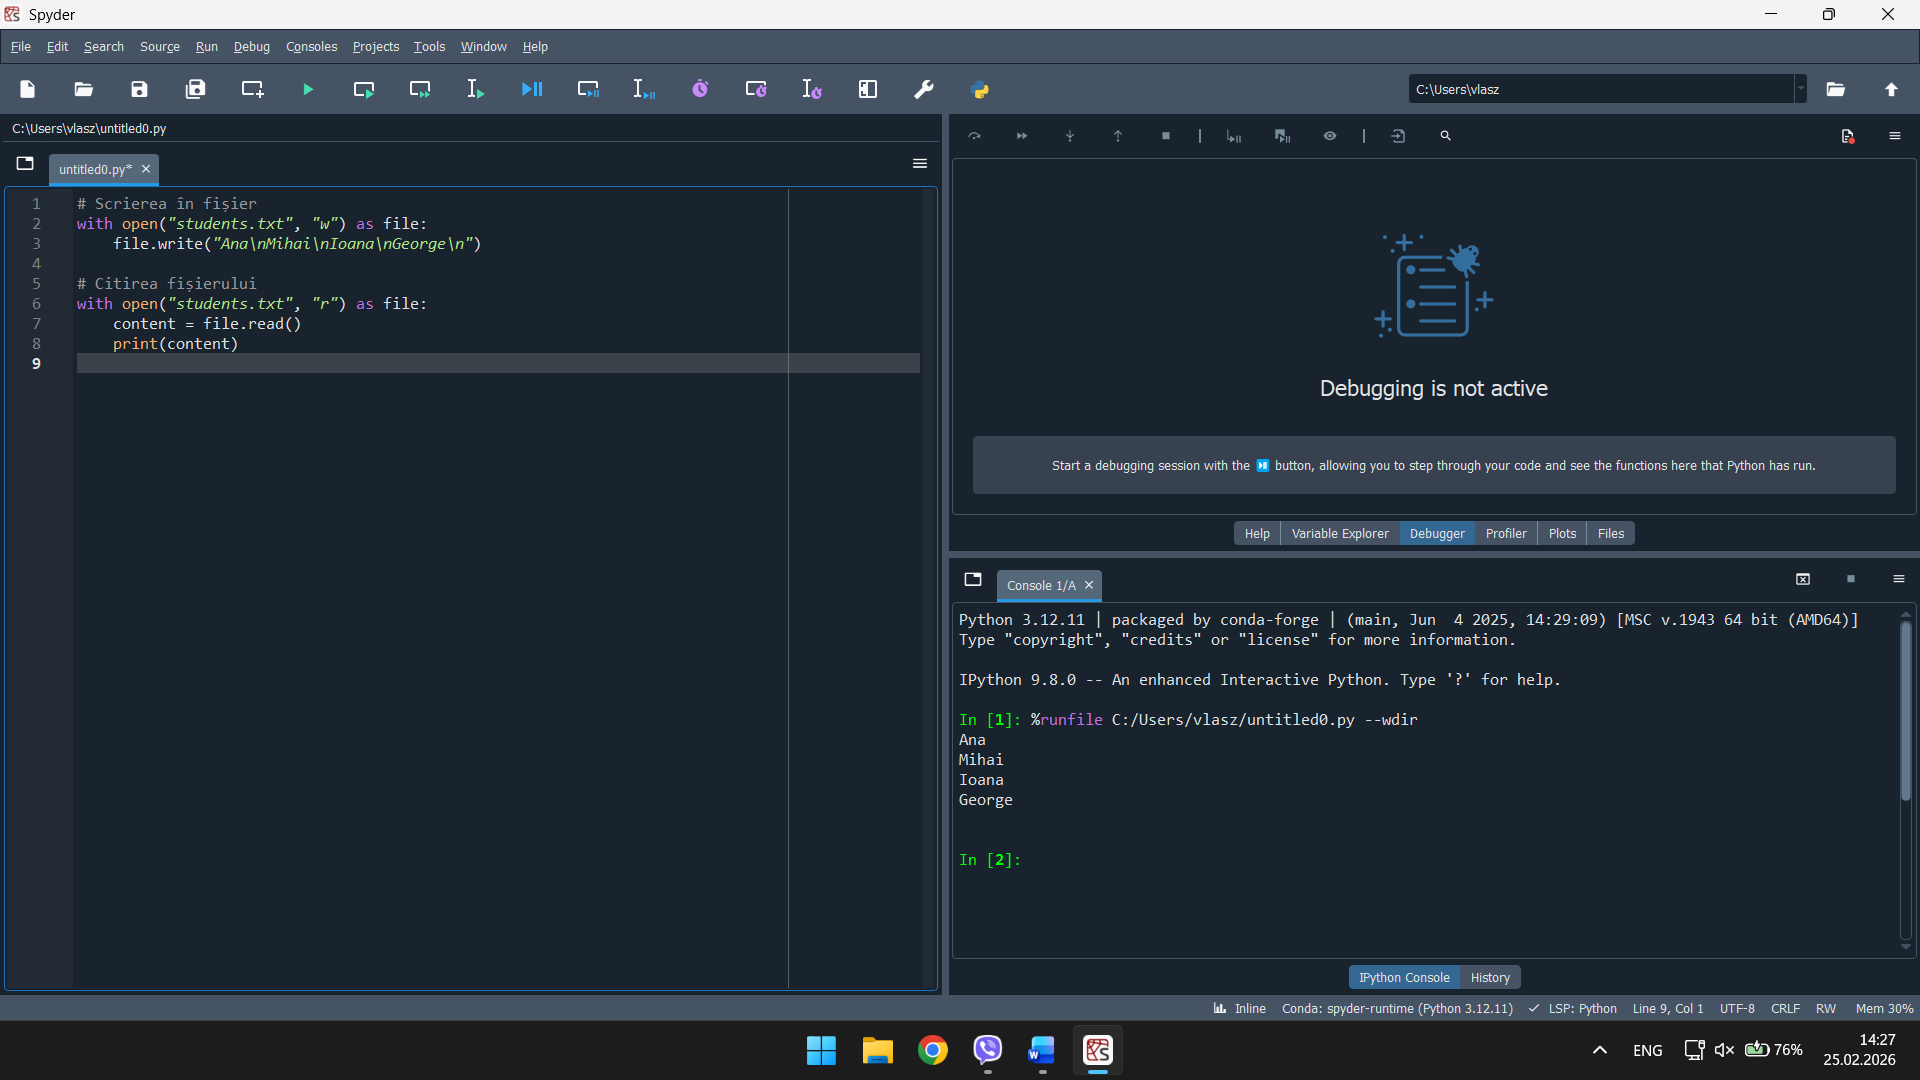 Spyder
File Edit Search Source Run Debug Consoles Projects Tools Window Help
C:\Users\vlasz
C:\Users\vlasz\untitled0.py
untitled0.py*
1 # Scrierea în fișier
2 with open("students.txt", "w") as file:
3 file.write("Ana\nMihai\nIoana\nGeorge\n")
4
5 # Citirea fișierului
6 with open("students.txt", "r") as file:
7 content = file.read()
8 print(content)
9
Debugging is not active
Start a debugging session with the button, allowing you to step through your code and see the functions here that Python has run.
Help Variable Explorer Debugger Profiler Plots Files
Console 1/A
Python 3.12.11 | packaged by conda-forge | (main, Jun  4 2025, 14:29:09) [MSC v.1943 64 bit (AMD64)]
Type "copyright", "credits" or "license" for more information.
IPython 9.8.0 -- An enhanced Interactive Python. Type '?' for help.
In [1]: %runfile C:/Users/vlasz/untitled0.py --wdir
Ana
Mihai
Ioana
George
In [2]:
IPython Console History
Inline Conda: spyder-runtime (Python 3.12.11) LSP: Python Line 9, Col 1 UTF-8 CRLF RW Mem 30%
ENG 76% 14:27
25.02.2026